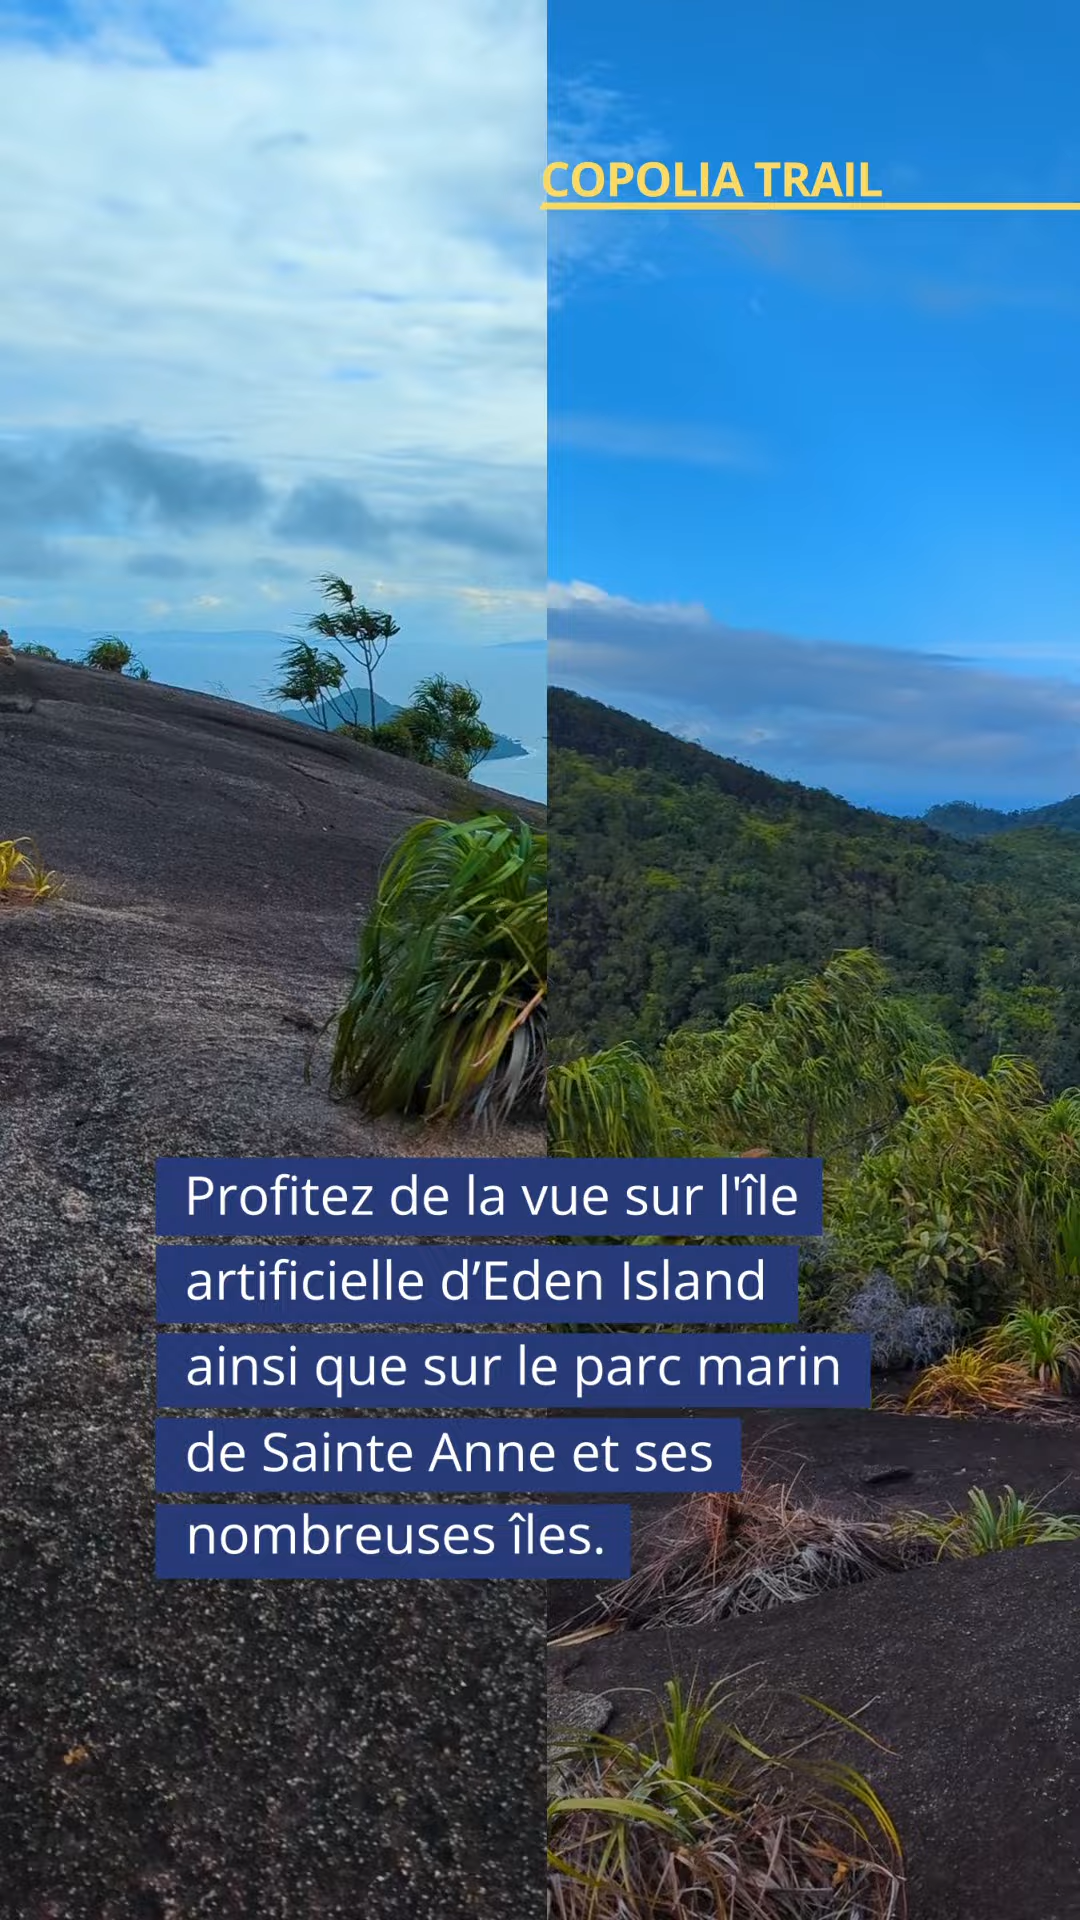 COPOLIA TRAIL
Profitez de la vue sur l'île
artificielle d’Eden Island
ainsi que sur le parc marin
de Sainte Anne et ses
nombreuses îles.